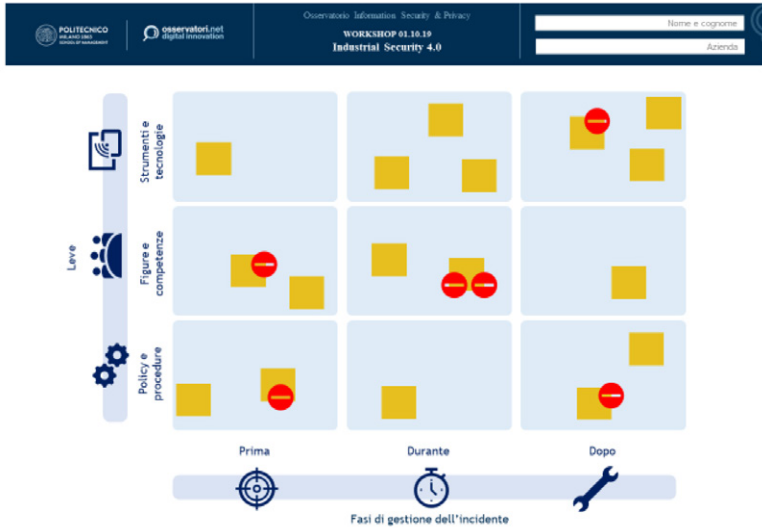 POLITECNICO
MILANO 1863
SCHOOL OF MANAGEMENT
osservatori.net
digital innovation
Osservatorio Information Security & Privacy
WORKSHOP 01.10.19
Industrial Security 4.0
Nome e cognome
Azienda
Leve
Strumenti e
tecnologie
Figure e
competenze
Policy e
procedure
Prima
Durante
Dopo
Fasi di gestione dell'incidente